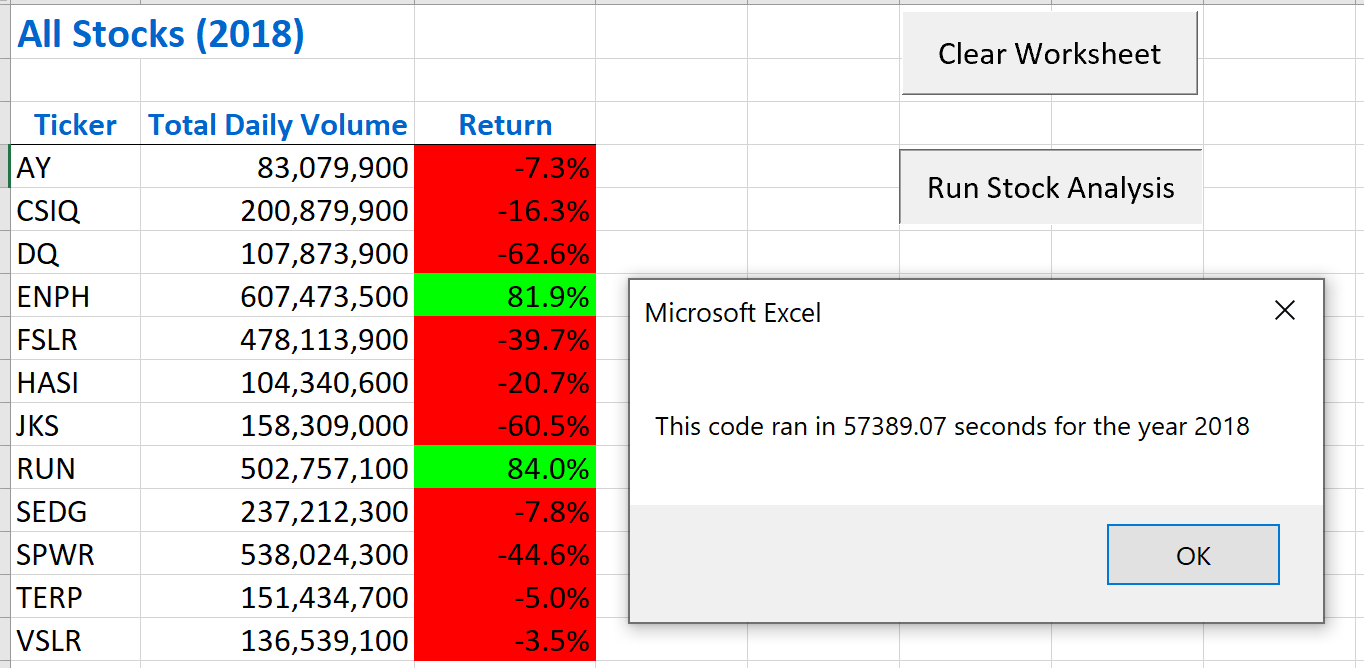 All Stocks (2018)
Clear Worksheet
Ticker Total Daily Volume Return
AY 83,079,900 -7.3%
Run Stock Analysis
CSIQ 200,879,900 -16.3%
DQ 107,873,900 -62.6%
ENPH 607,473,500 81.9%
FSLR 478,113,900 -39.7%
HASI 104,340,600 -20.7%
JKS 158,309,000 -60.5%
RUN 502,757,100 84.0%
SEDG 237,212,300 -7.8%
SPWR 538,024,300 -44.6%
TERP 151,434,700 -5.0%
VSLR 136,539,100 -3.5%
Microsoft Excel
This code ran in 57389.07 seconds for the year 2018
OK